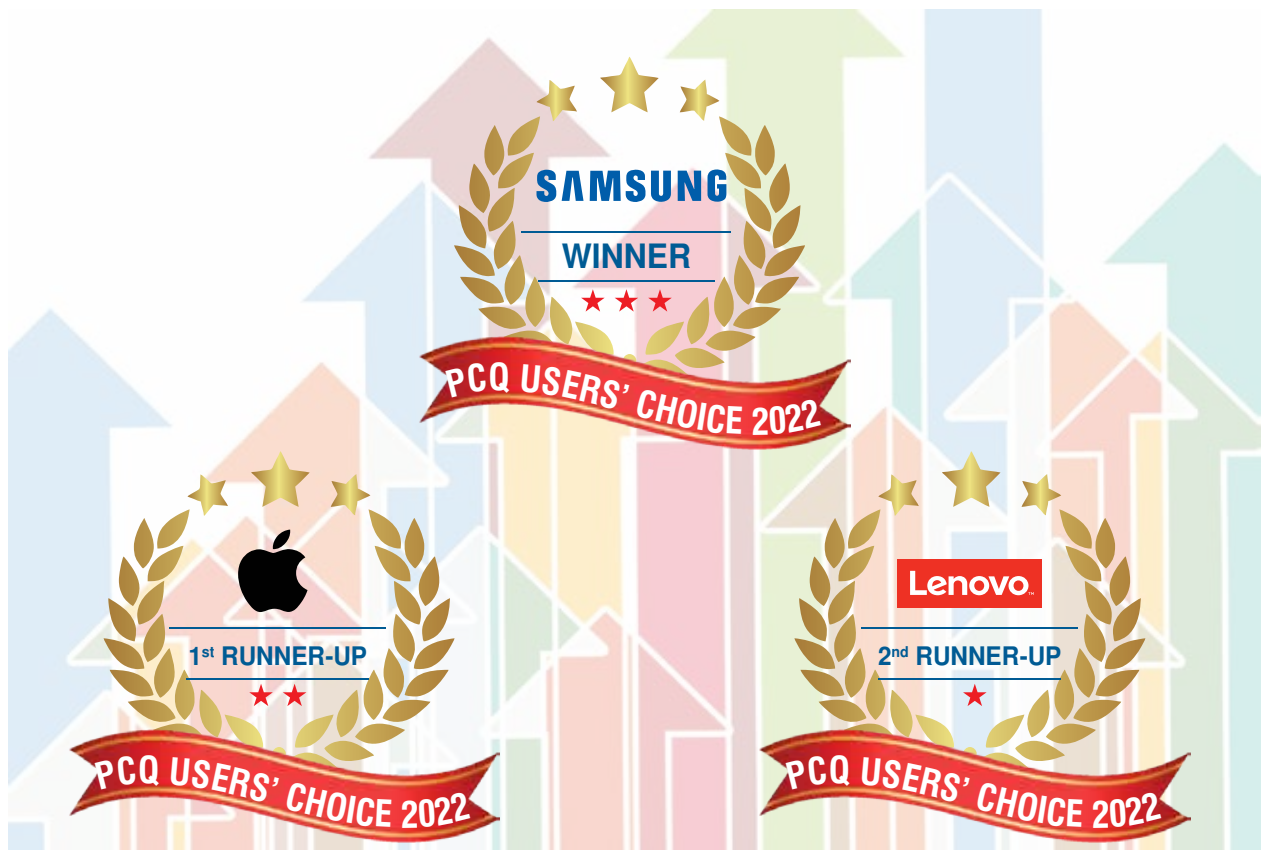 SAMSUNG
WINNER
PCQ USERS’ CHOICE 2022
1st RUNNER-UP
PCQ USERS’ CHOICE 2022
Lenovo™
2nd RUNNER-UP
PCQ USERS’ CHOICE 2022